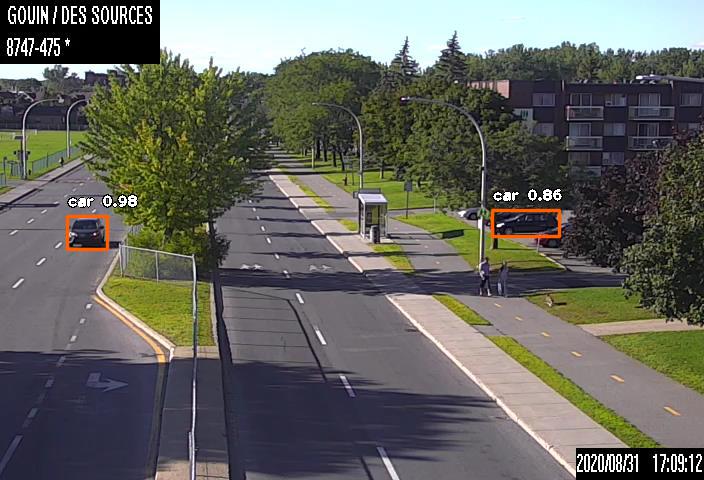 GOUIN / DES SOURCES
8747-475 *
car 0.98
car 0.86
2020/08/31 17:09:12